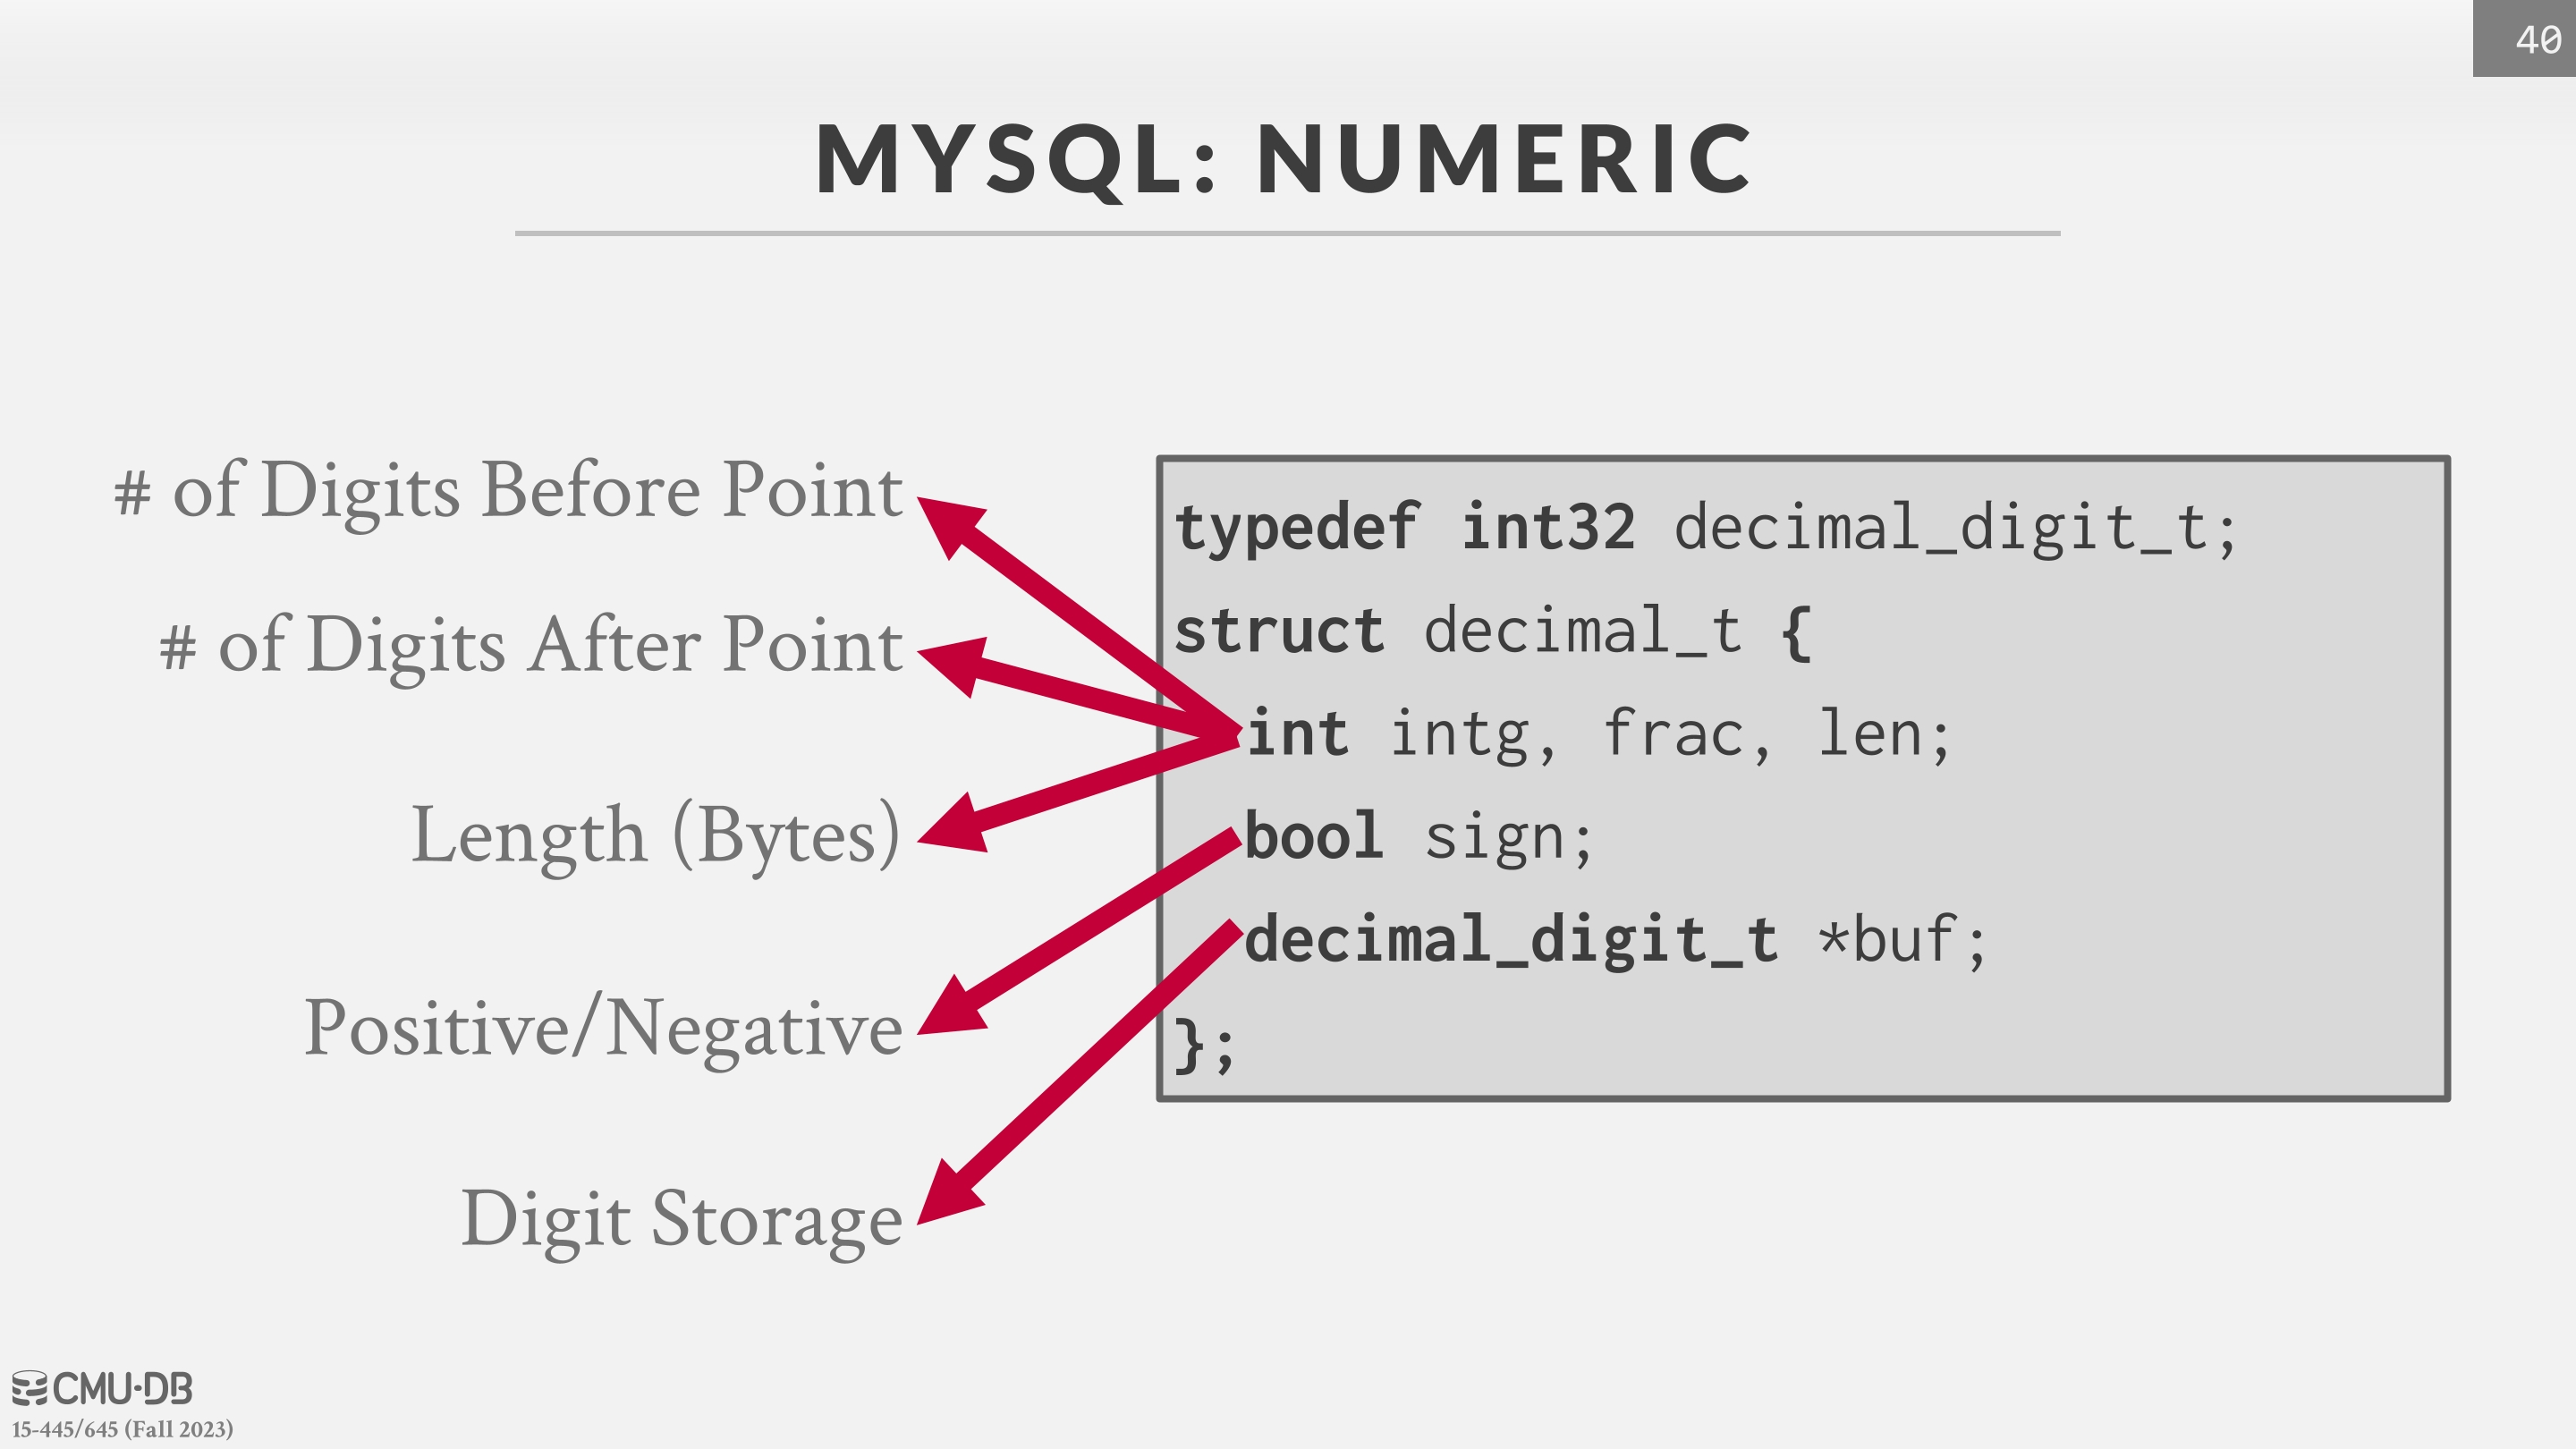 40
MYSQL: NUMERIC
# of Digits Before Point
# of Digits After Point
Length (Bytes)
Positive/Negative
Digit Storage
typedef int32 decimal_digit_t;
struct decimal_t {
int intg, frac, len;
bool sign;
decimal_digit_t *buf;
};
CMU·DB
15-445/645 (Fall 2023)